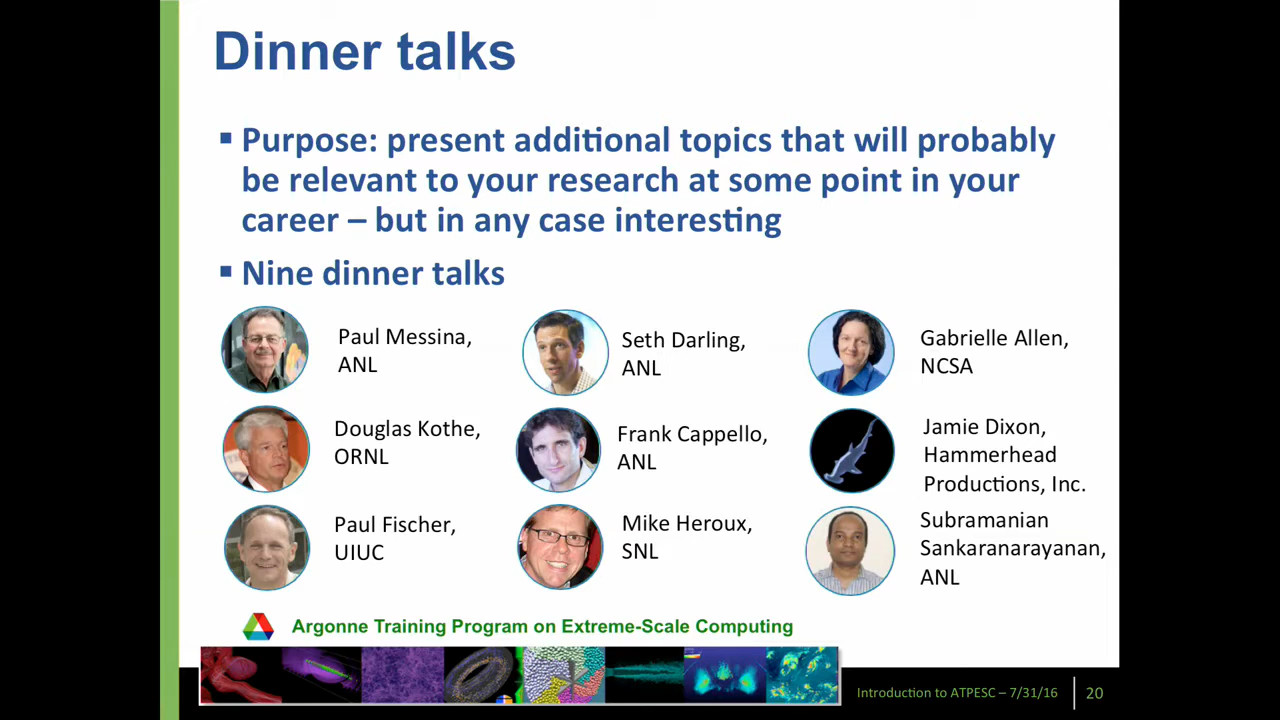 Dinner talks
▪ Purpose: present additional topics that will probably
be relevant to your research at some point in your
career – but in any case interesting
▪ Nine dinner talks
Paul Messina,
ANL
Seth Darling,
ANL
Gabrielle Allen,
NCSA
Douglas Kothe,
ORNL
Frank Cappello,
ANL
Jamie Dixon,
Hammerhead
Productions, Inc.
Paul Fischer,
UIUC
Mike Heroux,
SNL
Subramanian
Sankaranarayanan,
ANL
Argonne Training Program on Extreme-Scale Computing
Introduction to ATPESC – 7/31/16
20